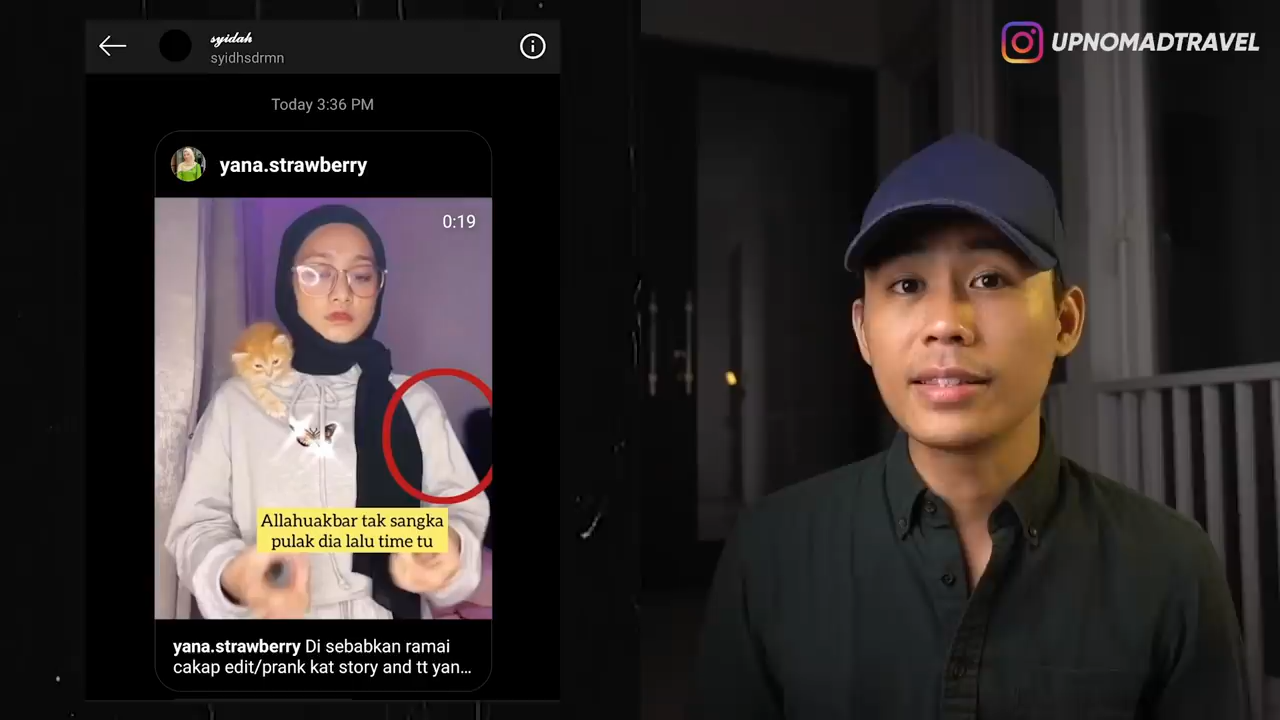 syidah
syidhsdrmn
UPNOMADTRAVEL
Today 3:36 PM
yana.strawberry
0:19
Allahuakbar tak sangka
pulak dia lalu time tu
yana.strawberry Di sebabkan ramai
cakap edit/prank kat story and tt yan...